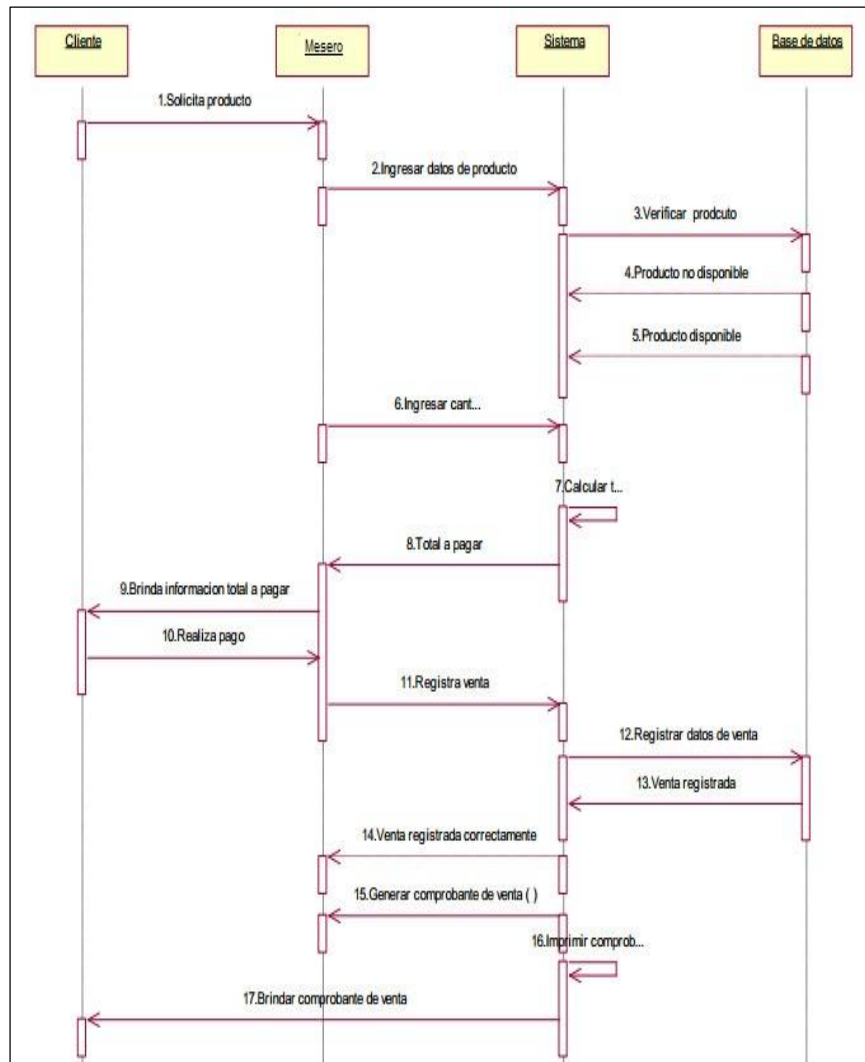 Cliente
Mesero
Sistema
Base de datos
1.Solicita producto
2.Ingresar datos de producto
3.Verificar prodcuto
4.Producto no disponible
5.Producto disponible
6.Ingresar cant...
7.Calcular t...
8.Total a pagar
9.Brinda informacion total a pagar
10.Realiza pago
11.Registra venta
12.Registrar datos de venta
13.Venta registrada
14.Venta registrada correctamente
15.Generar comprobante de venta ( )
16.Imprimir comprob...
17.Brindar comprobante de venta